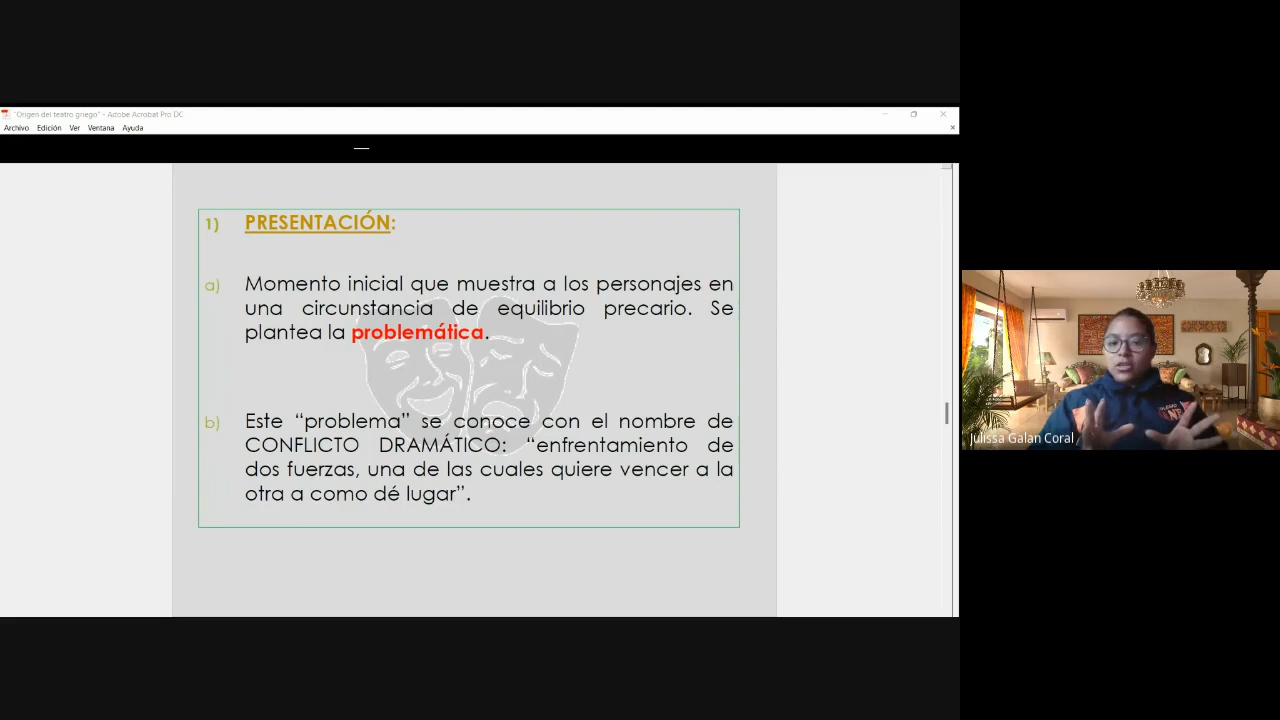 "Origen del teatro griego" - Adobe Acrobat Pro DC
Archivo Edición Ver Ventana Ayuda
1) PRESENTACIÓN:
a) Momento inicial que muestra a los personajes en
una circunstancia de equilibrio precario. Se
plantea la problemática.
b) Este “problema” se conoce con el nombre de
CONFLICTO DRAMÁTICO: “enfrentamiento de
dos fuerzas, una de las cuales quiere vencer a la
otra a como dé lugar”.
Julissa Galan Coral